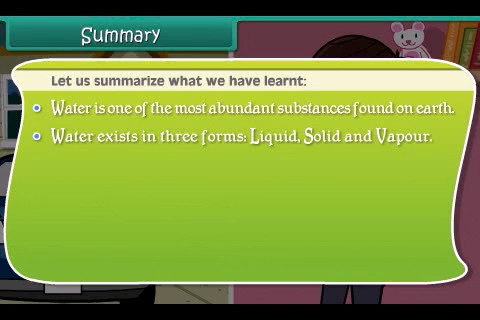 Summary
Let us summarize what we have learnt:
Water is one of the most abundant substances found on earth.
Water exists in three forms: Liquid, Solid and Vapour.